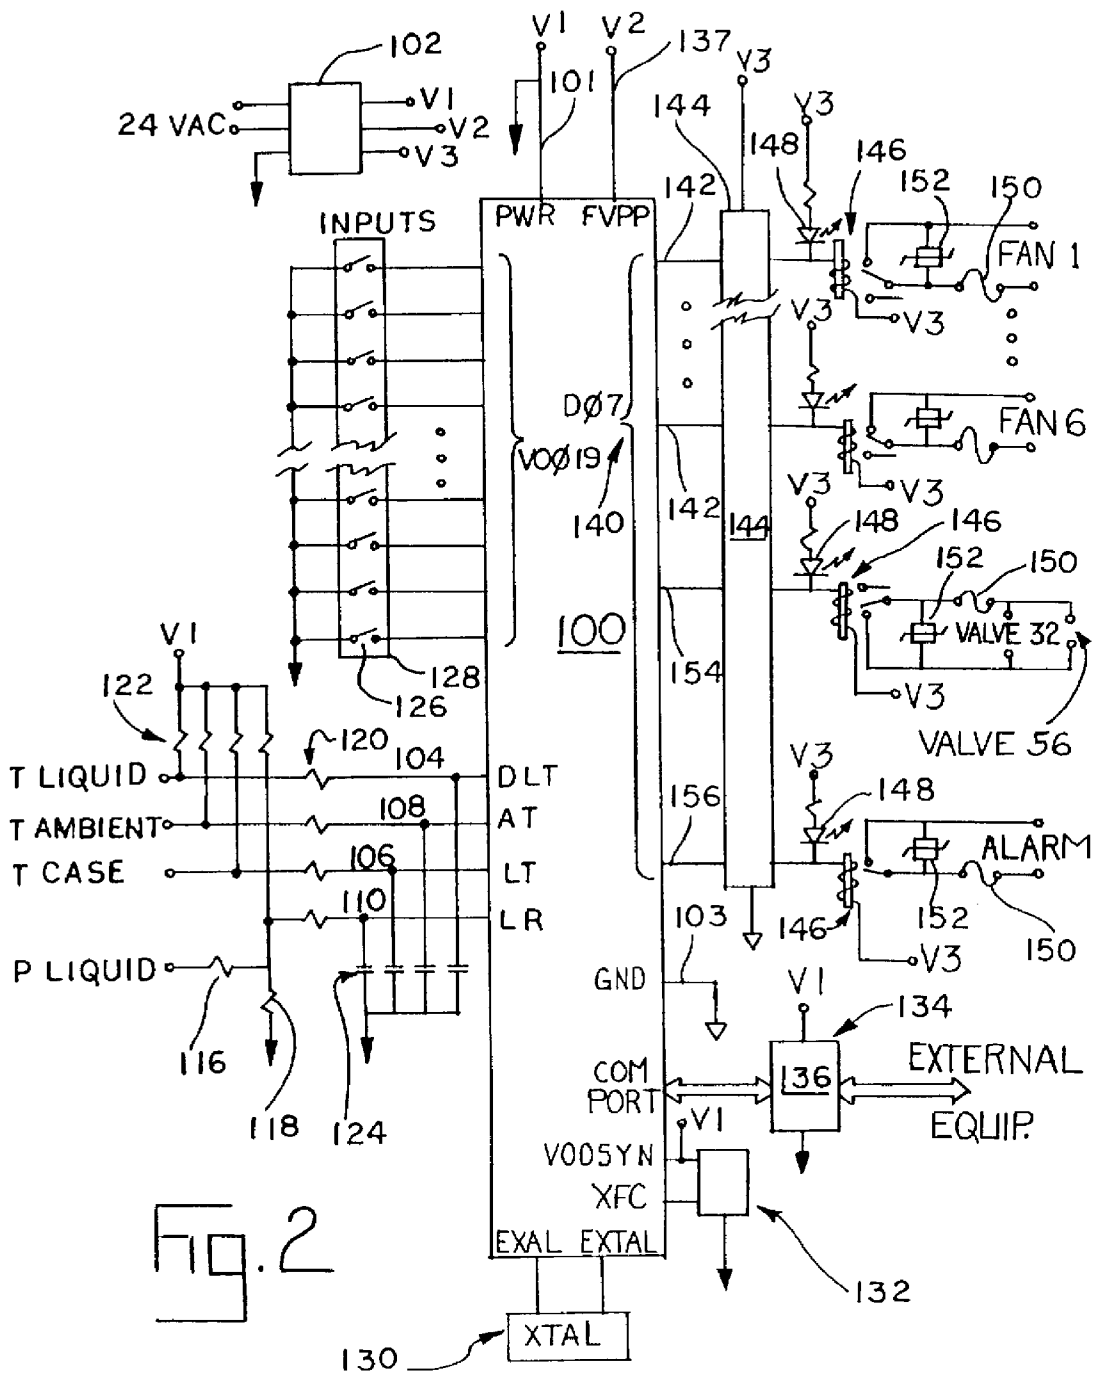 102
V1
V2
137
101
V3
144
V3
148
146
152
150
24 VAC
V1
V2
V3
142
INPUTS
PWR
FVPP
FAN 1
V3
V3
DØ7
FAN 6
VOØ19
140
142
144
V3
V3
148
146
152
150
100
VALVE 32
V1
154
128
126
V3
VALVE 56
122
120
104
T LIQUID
DLT
V3
148
156
108
T AMBIENT
AT
106
ALARM
T CASE
LT
110
LR
103
152
146
150
V3
P LIQUID
GND
V1
134
116
COM
PORT
136
EXTERNAL
EQUIP.
118
124
V1
VOOSYN
XFC
EXAL
EXTAL
132
Fig. 2
XTAL
130